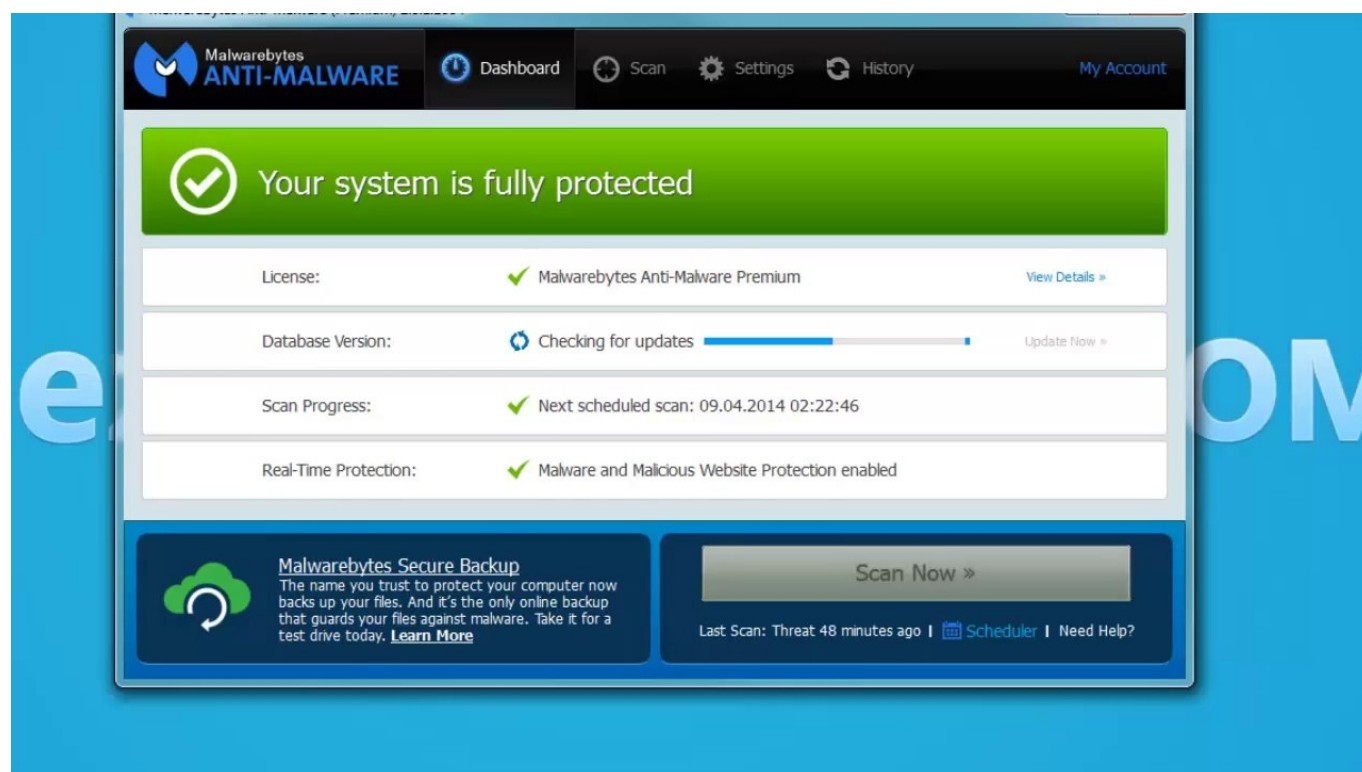 Malwarebytes
ANTI-MALWARE
Dashboard
Scan
Settings
History
My Account
Your system is fully protected
License:
Malwarebytes Anti-Malware Premium
View Details »
Database Version:
Checking for updates
Update Now »
Scan Progress:
Next scheduled scan: 09.04.2014 02:22:46
Real-Time Protection:
Malware and Malicious Website Protection enabled
Malwarebytes Secure Backup
The name you trust to protect your computer now
backs up your files. And it's the only online backup
that guards your files against malware. Take it for a
test drive today. Learn More
Scan Now »
Last Scan: Threat 48 minutes ago | Scheduler | Need Help?